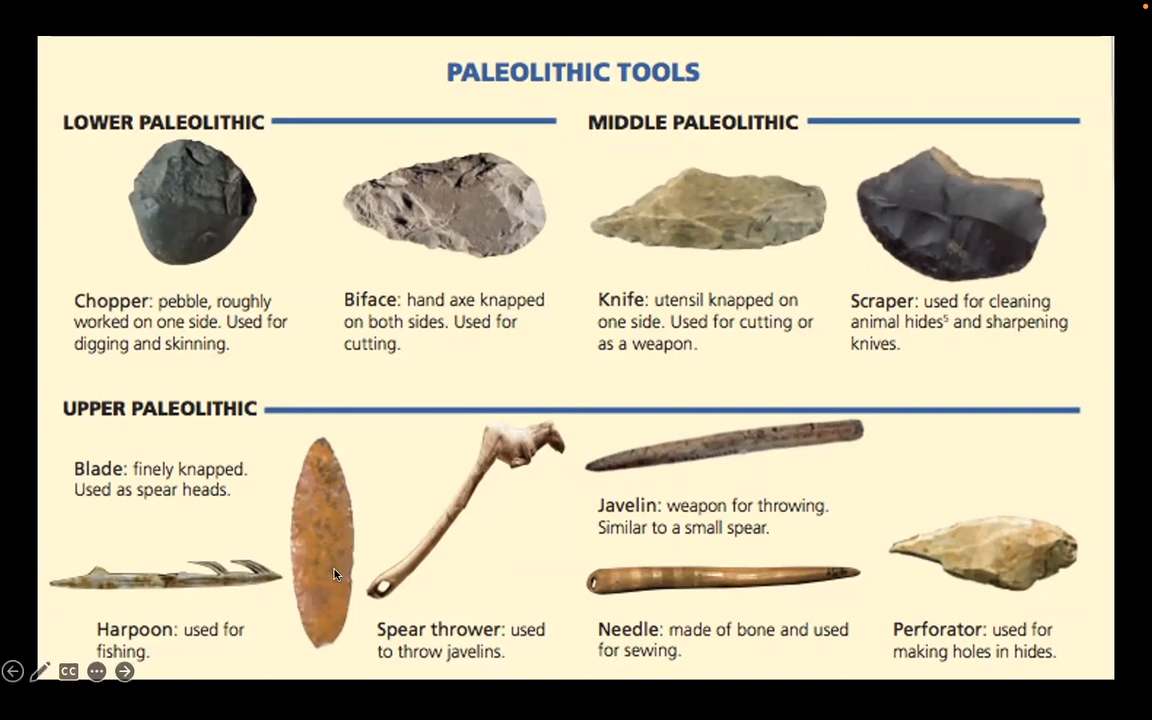 PALEOLITHIC TOOLS
LOWER PALEOLITHIC
Chopper: pebble, roughly
worked on one side. Used for
digging and skinning.
Biface: hand axe knapped
on both sides. Used for
cutting.
MIDDLE PALEOLITHIC
Knife: utensil knapped on
one side. Used for cutting or
as a weapon.
Scraper: used for cleaning
animal hides⁵ and sharpening
knives.
UPPER PALEOLITHIC
Blade: finely knapped.
Used as spear heads.
Harpoon: used for
fishing.
Spear thrower: used
to throw javelins.
Javelin: weapon for throwing.
Similar to a small spear.
Needle: made of bone and used
for sewing.
Perforator: used for
making holes in hides.
CC